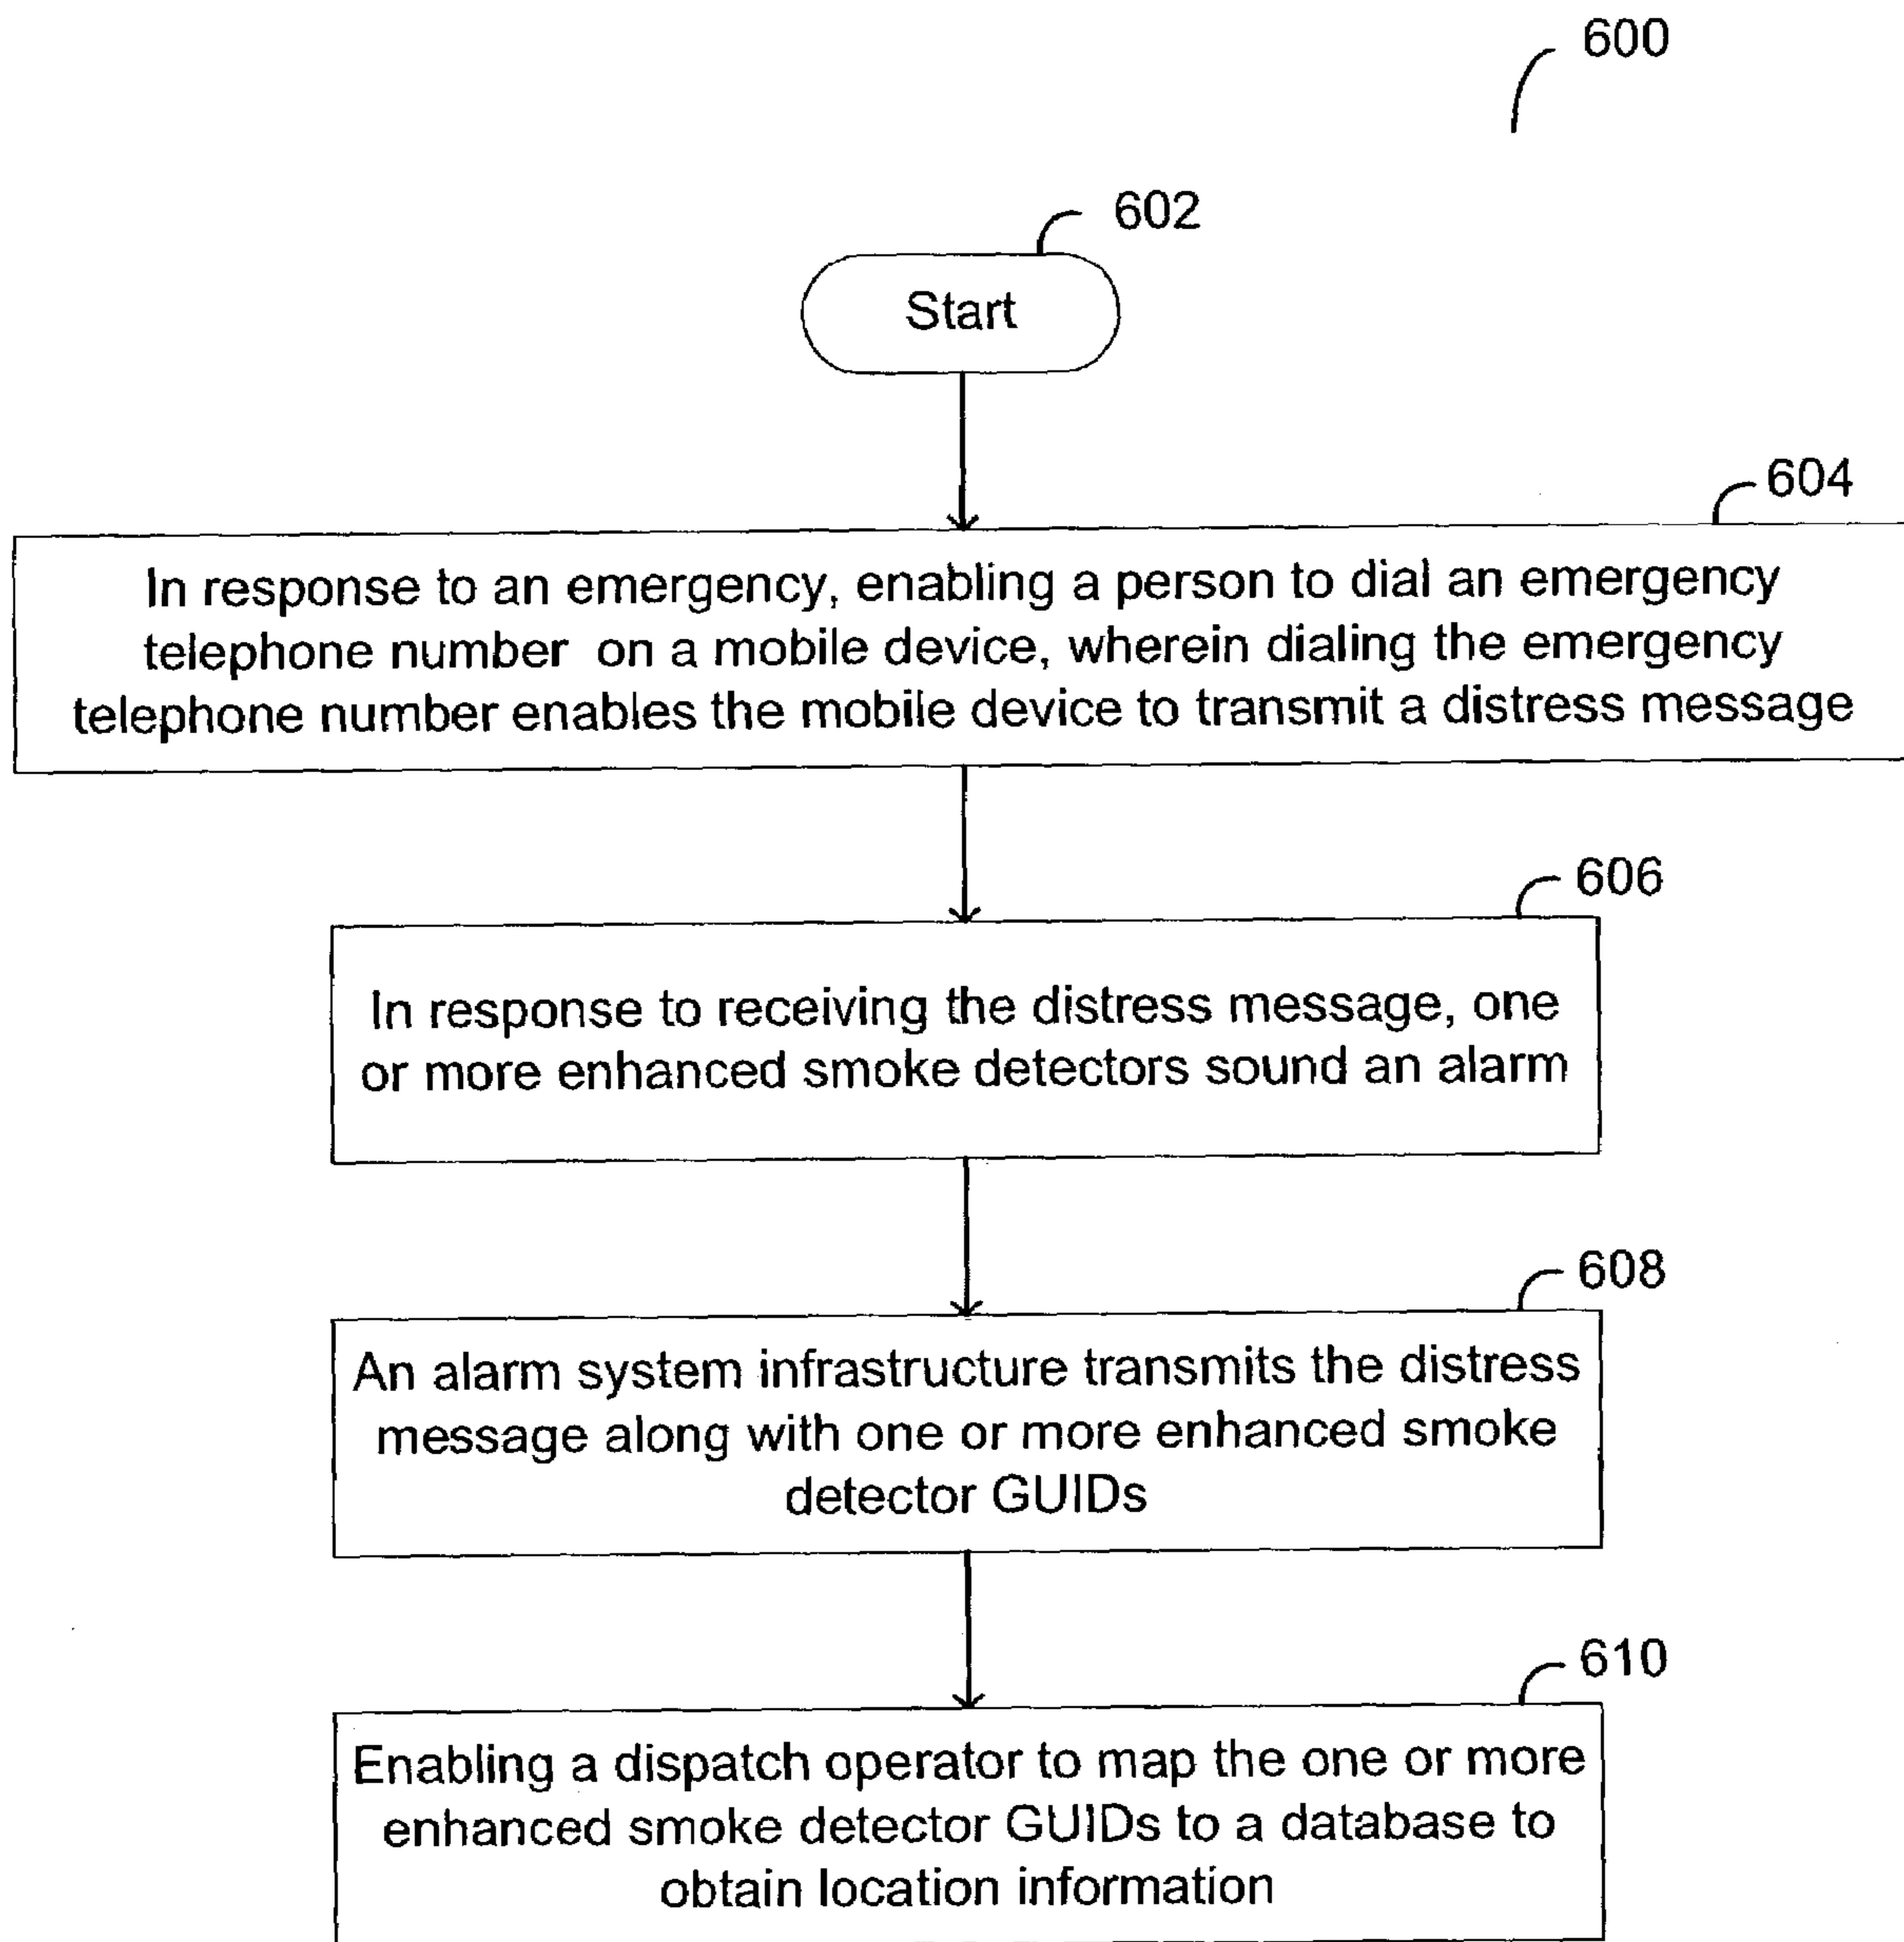 600
602
Start
604
In response to an emergency, enabling a person to dial an emergency
telephone number on a mobile device, wherein dialing the emergency
telephone number enables the mobile device to transmit a distress message
606
In response to receiving the distress message, one
or more enhanced smoke detectors sound an alarm
608
An alarm system infrastructure transmits the distress
message along with one or more enhanced smoke
detector GUIDs
610
Enabling a dispatch operator to map the one or more
enhanced smoke detector GUIDs to a database to
obtain location information